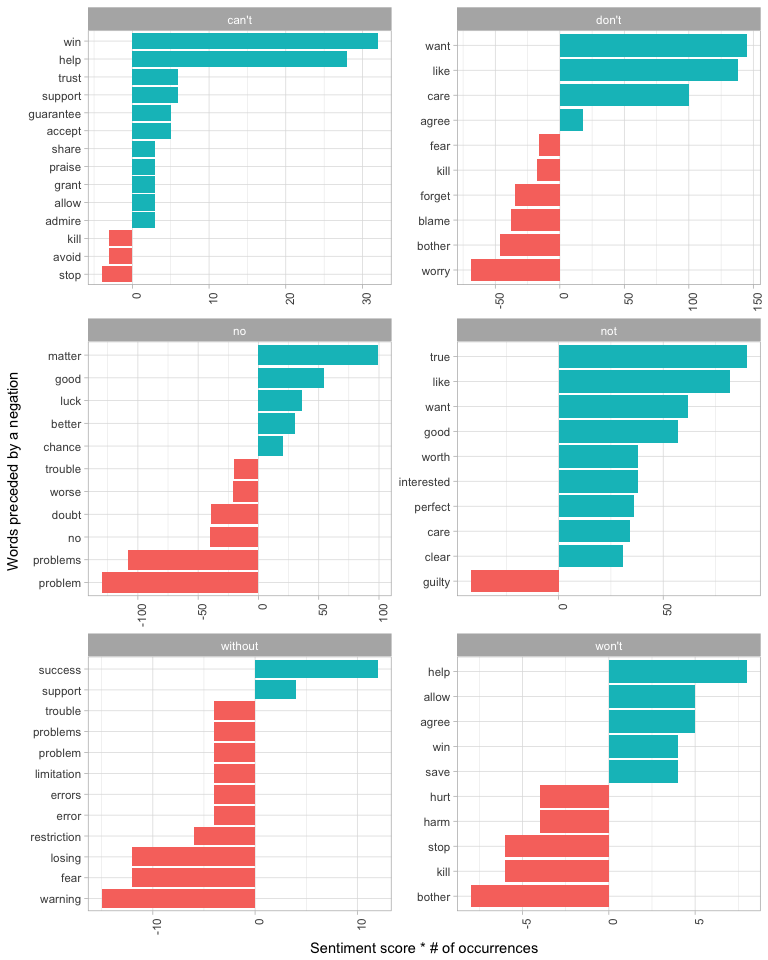 can't
win
help
trust
support
guarantee
accept
share
praise
grant
allow
admire
kill
avoid
stop
0
10
20
30
don't
want
like
care
agree
fear
kill
forget
blame
bother
worry
-50
0
50
100
150
Words preceded by a negation
no
matter
good
luck
better
chance
trouble
worse
doubt
no
problems
problem
-100
-50
0
50
100
not
true
like
want
good
worth
interested
perfect
care
clear
guilty
0
50
without
success
support
trouble
problems
problem
limitation
errors
error
restriction
losing
fear
warning
-10
0
10
won't
help
allow
agree
win
save
hurt
harm
stop
kill
bother
-5
0
5
Sentiment score * # of occurrences